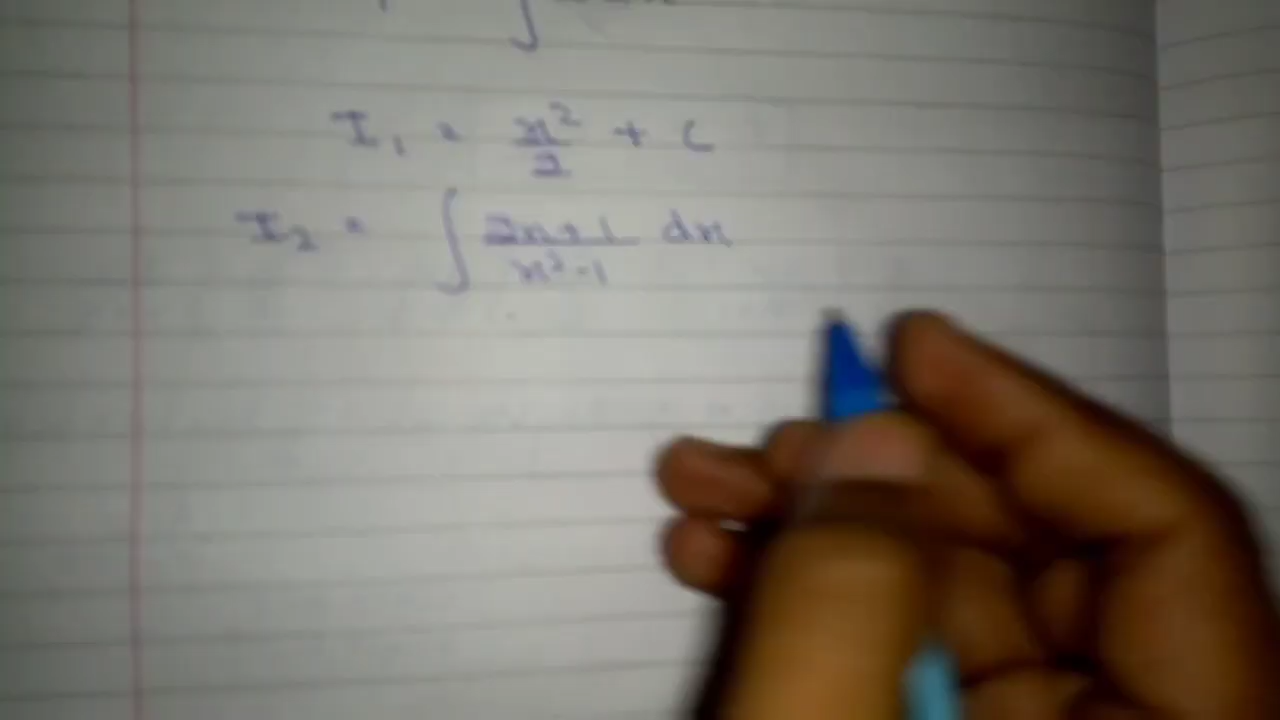 I₁ = x²/2 + C
I₂ = ∫ 2x+1/x²-1 dx